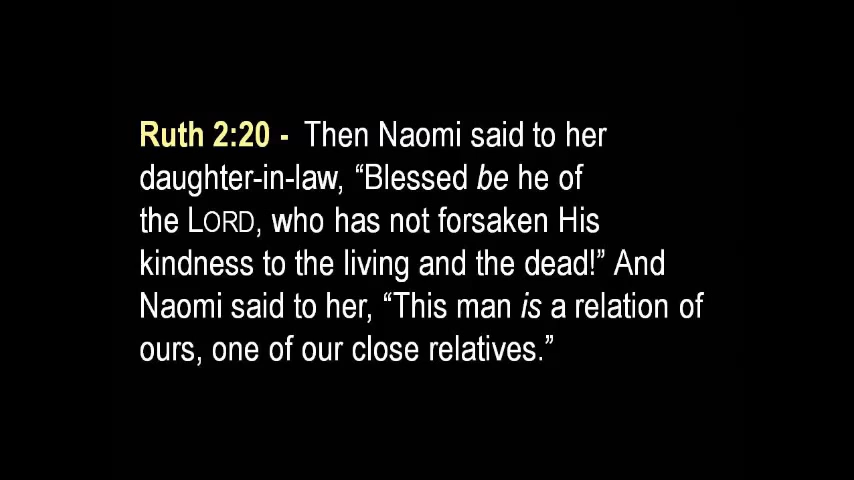 Ruth 2:20 - Then Naomi said to her
daughter-in-law, “Blessed be he of
the LORD, who has not forsaken His
kindness to the living and the dead!” And
Naomi said to her, “This man is a relation of
ours, one of our close relatives.”